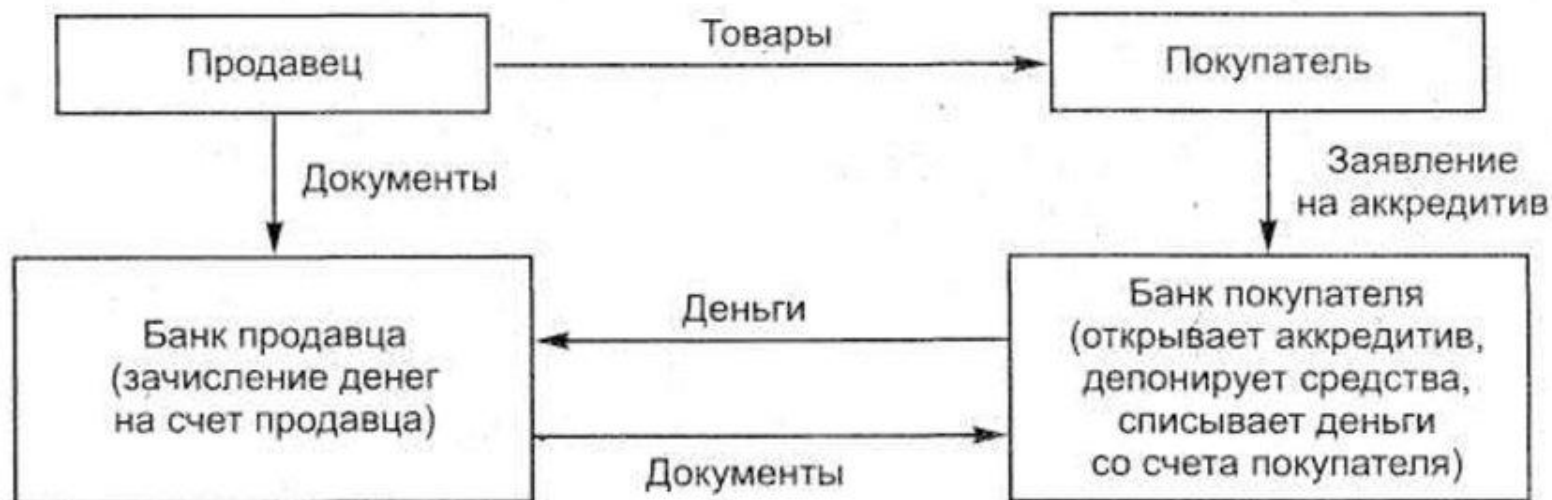 Продавец
Товары
Покупатель
Документы
Заявление
на аккредитив
Банк продавца
(зачисление денег
на счет продавца)
Деньги
Документы
Банк покупателя
(открывает аккредитив,
депонирует средства,
списывает деньги
со счета покупателя)